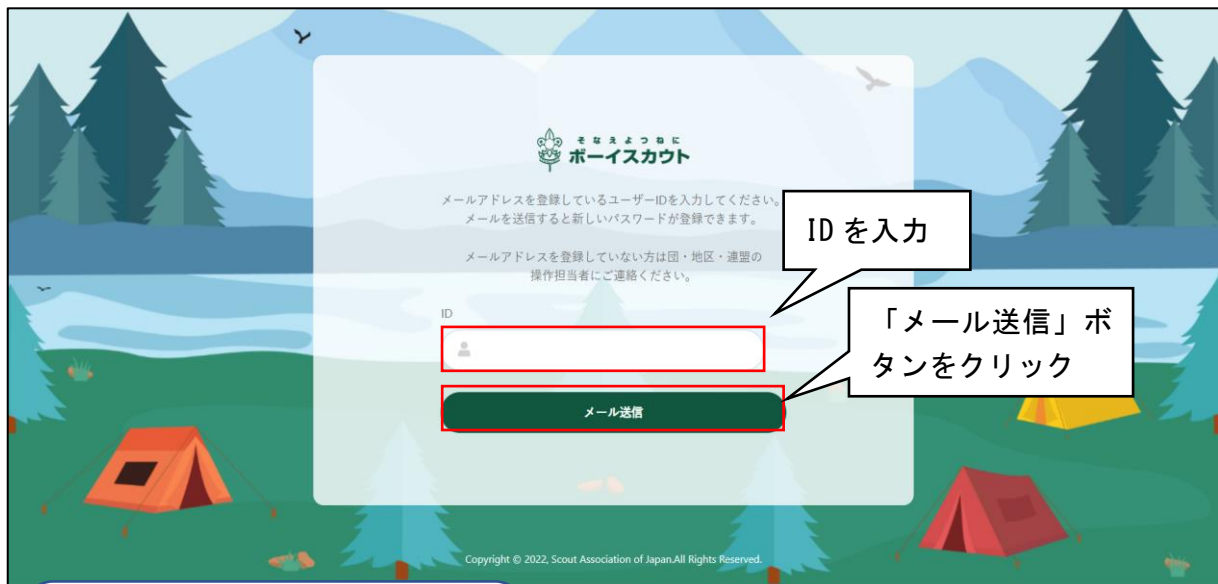 そなえよつねに
ボーイスカウト
メールアドレスを登録しているユーザーIDを入力してください。
メールを送信すると新しいパスワードが登録できます。
メールアドレスを登録していない方は団・地区・連盟の
操作担当者にご連絡ください。
ID を入力
ID
「メール送信」ボ
タンをクリック
メール送信
Copyright © 2022, Scout Association of Japan.All Rights Reserved.